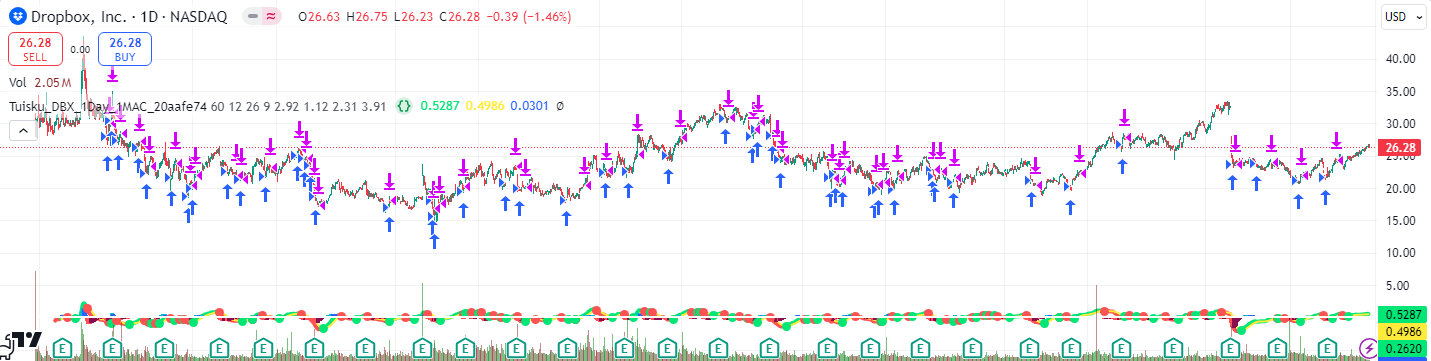 Dropbox, Inc. · 1D · NASDAQ O26.63 H26.75 L26.23 C26.28 −0.39 (−1.46%)
USD
26.28 SELL 0.00 26.28 BUY
Vol 2.05M
Tuisku_DBX_1Day_1MAC_20aafe74 60 12 26 9 2.92 1.12 2.31 3.91 {} 0.5287 0.4986 0.0301 Ø
40.00
35.00
30.00
26.28
25.00
20.00
15.00
10.00
5.00
0.5287
0.4986
0.2620
E E E E E E E E E E E E E E E E E E E E E E E E E E